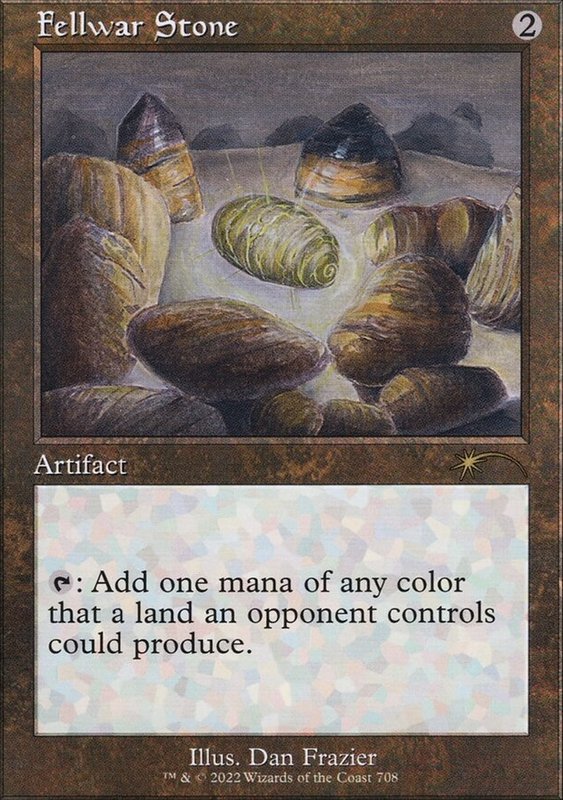 Fellwar Stone 2
Artifact
: Add one mana of any color
that a land an opponent controls
could produce.
Illus. Dan Frazier
™ & © 2022 Wizards of the Coast 708